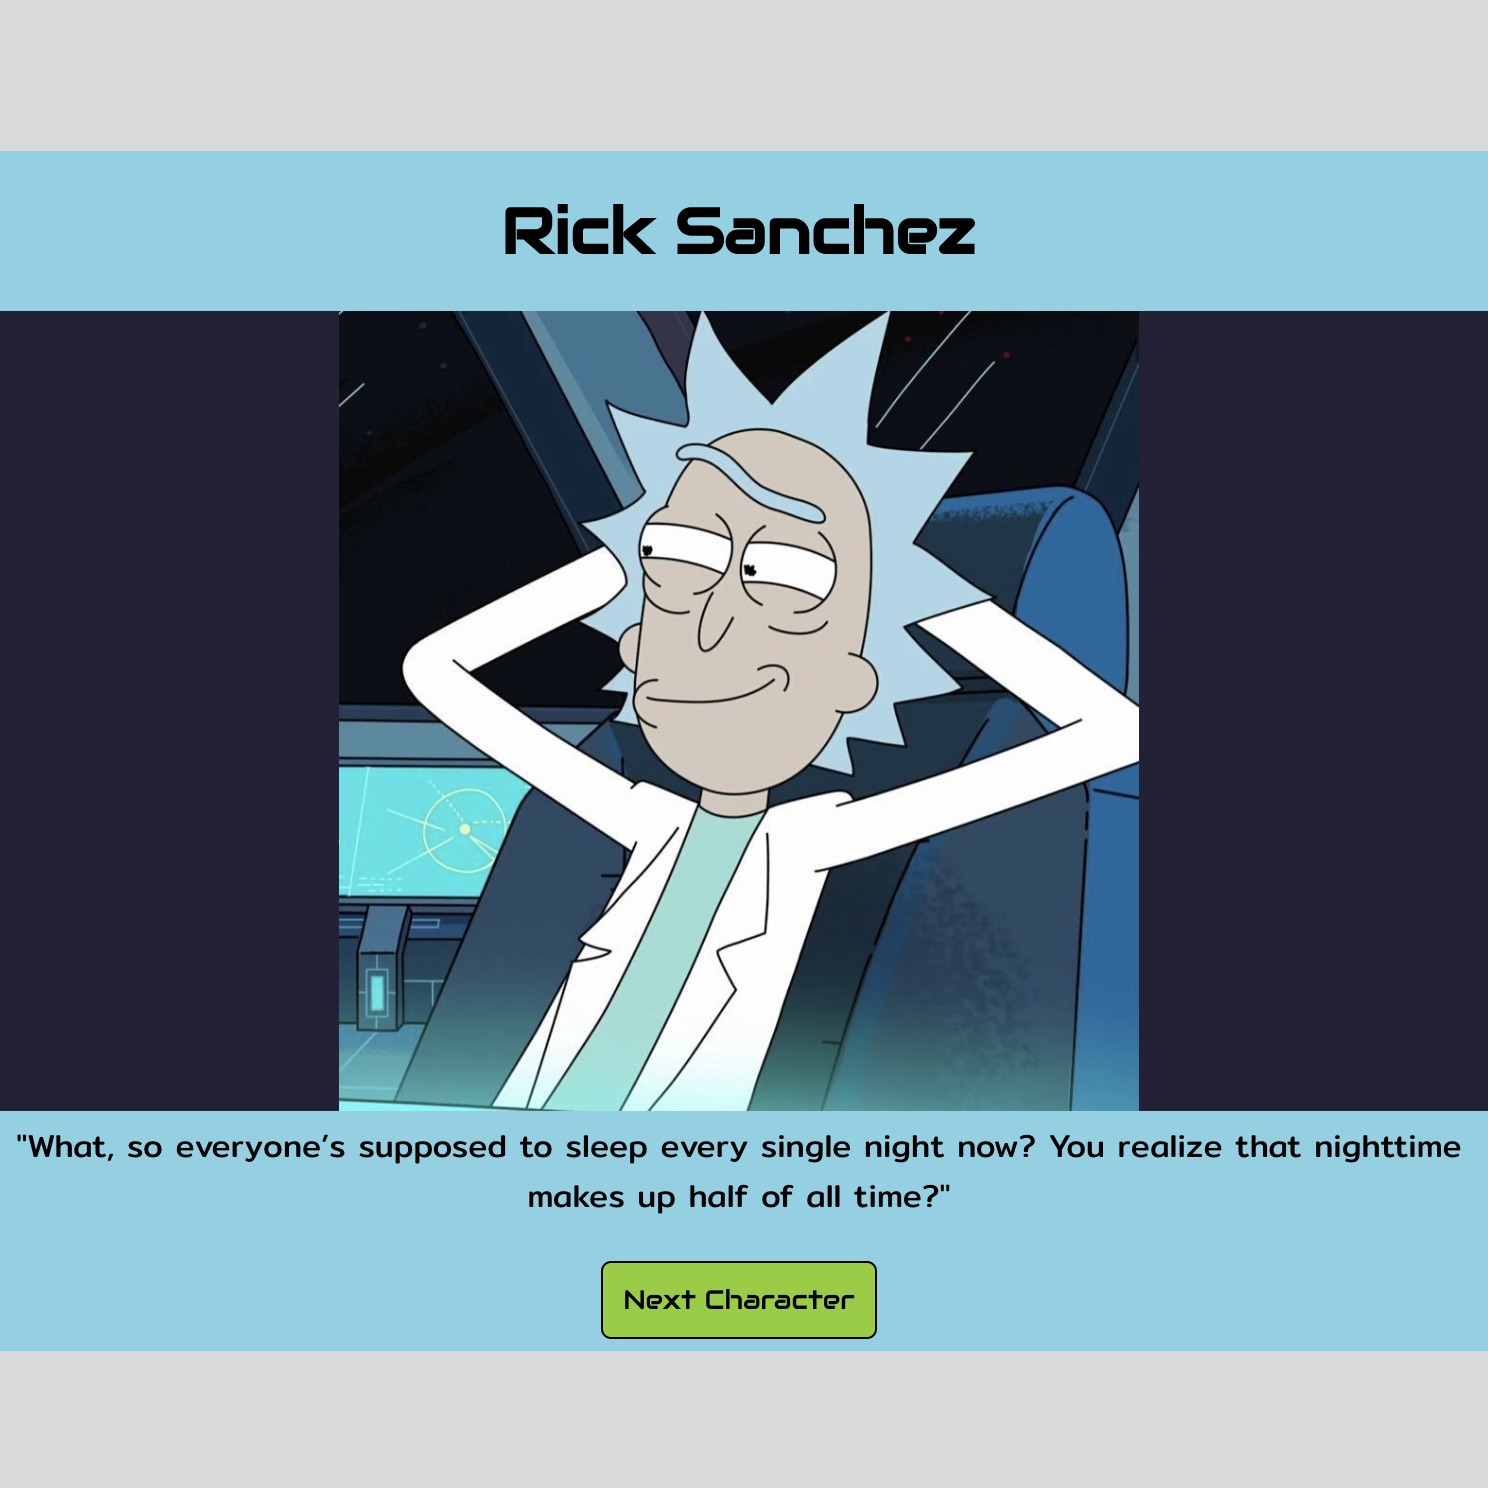 Rick Sanchez
"What, so everyone’s supposed to sleep every single night now? You realize that nighttime
makes up half of all time?"
Next Character